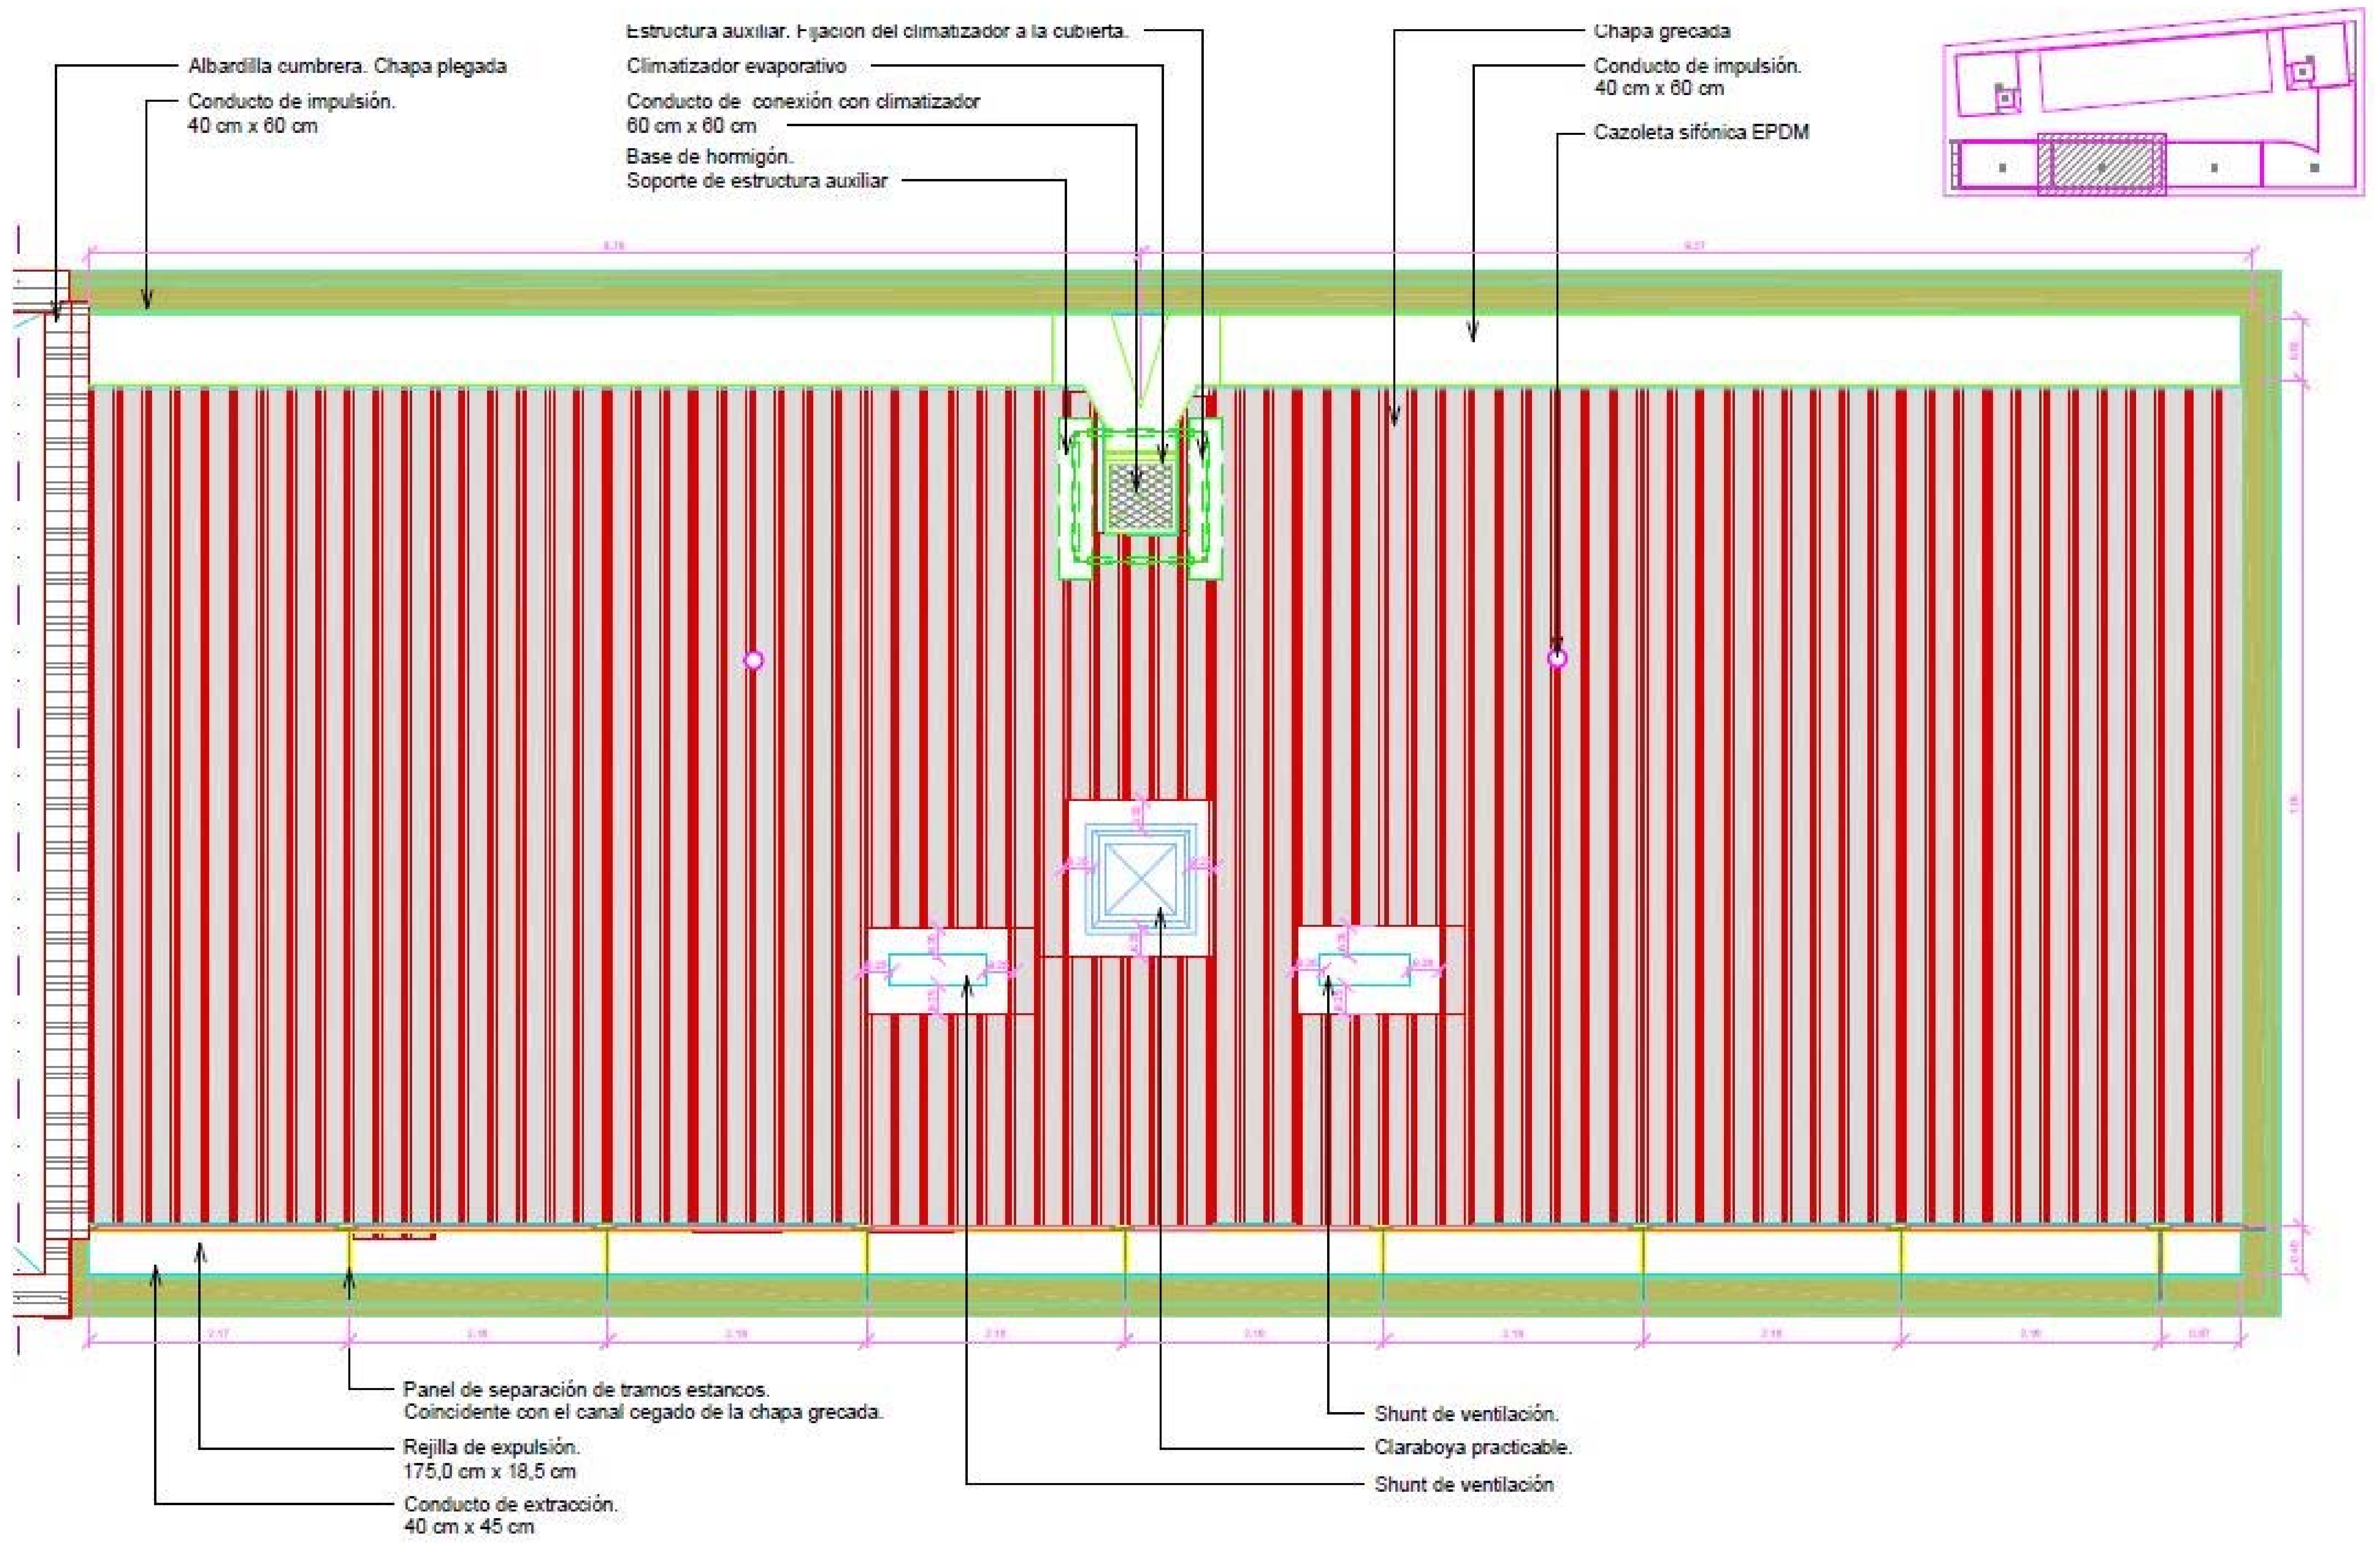 Estructura auxiliar. Fijación del climatizador a la cubierta.
Chapa grecada
Albardilla cumbrera. Chapa plegada
Climatizador evaporativo
Conducto de impulsión.
40 cm x 60 cm
Conducto de impulsión.
40 cm x 60 cm
Conducto de conexión con climatizador
60 cm x 60 cm
Cazoleta sifónica EPDM
Base de hormigón.
Soporte de estructura auxiliar
2.17
Panel de separación de tramos estancos.
Coincidente con el canal cegado de la chapa grecada.
Rejilla de expulsión.
175,0 cm x 18,5 cm
Conducto de extracción.
40 cm x 45 cm
Shunt de ventilación.
Claraboya practicable.
Shunt de ventilación